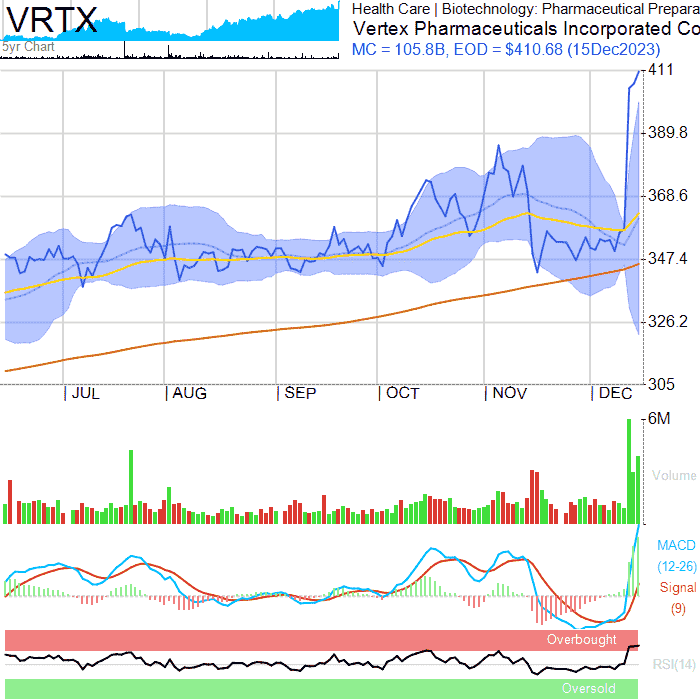 VRTX
5yr Chart
Health Care | Biotechnology: Pharmaceutical Prepara
Vertex Pharmaceuticals Incorporated Co
MC = 105.8B, EOD = $410.68 (15Dec2023)
411
389.8
368.6
347.4
326.2
305
| JUL | AUG | SEP | OCT | NOV | DEC
6M
Volume
MACD
(12-26)
Signal
(9)
Overbought
RSI(14)
Oversold